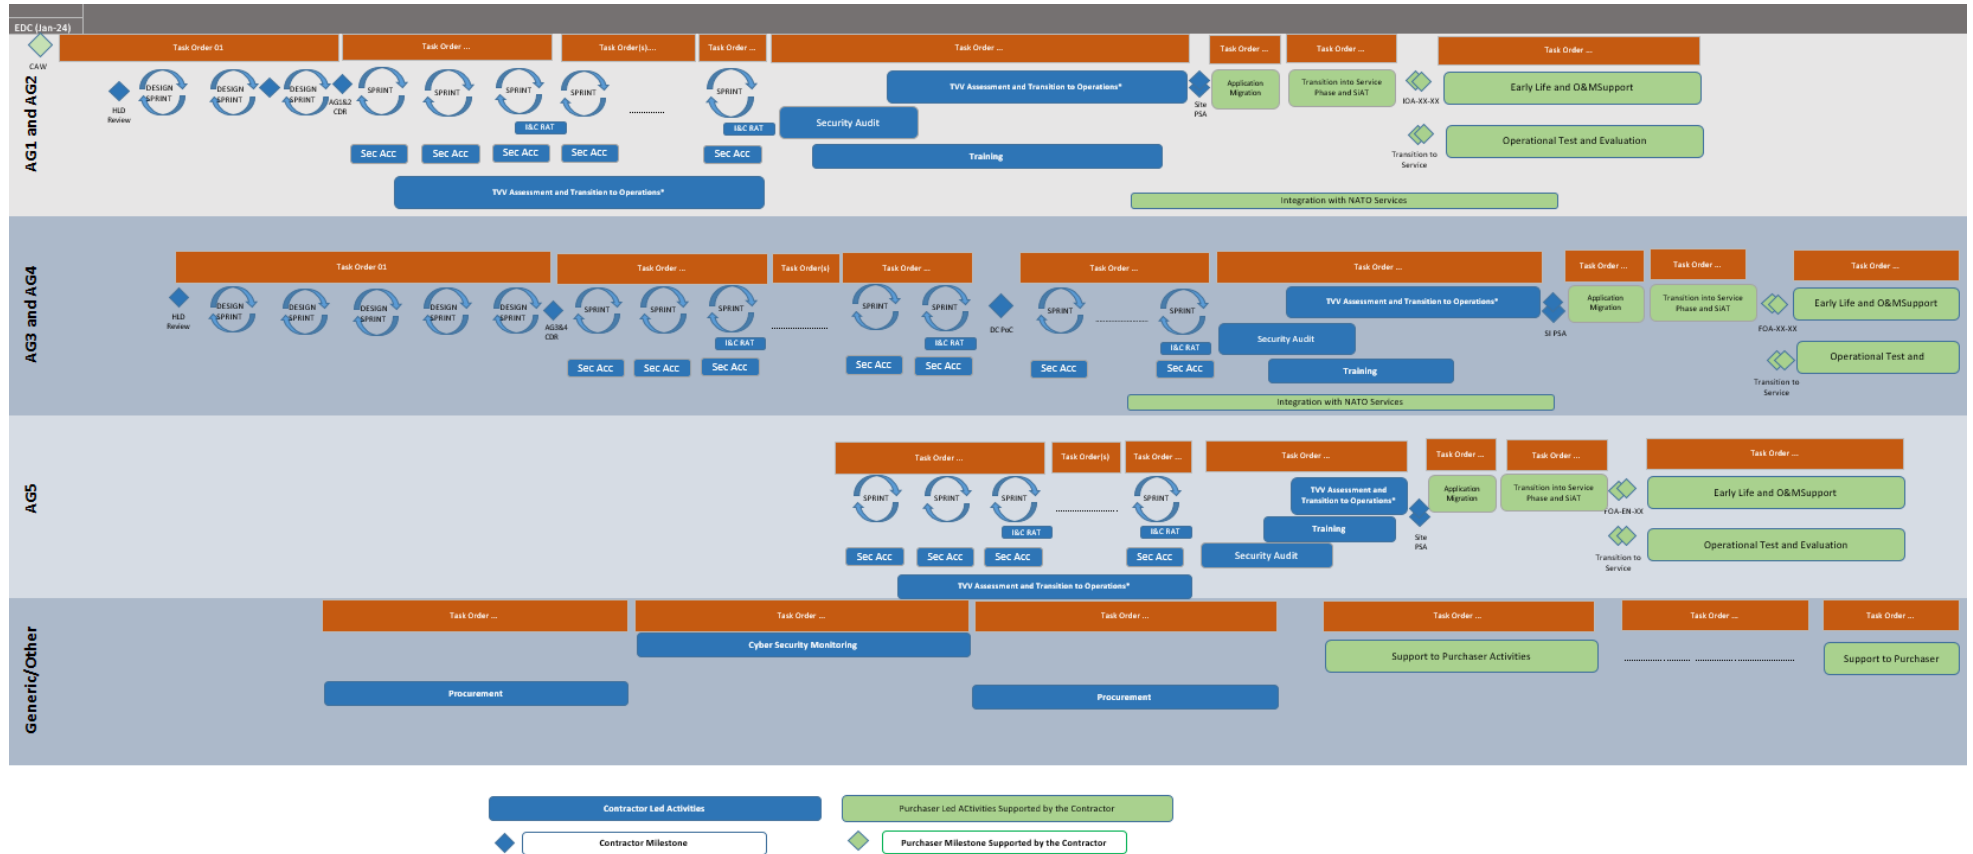 EDC (Jan-24)
AG1 and AG2
CAW
Task Order 01
Task Order ...
Task Order(s)....
Task Order ...
Task Order ...
Task Order ...
Task Order ...
Task Order ...
HLD
Review
DESIGN
SPRINT
DESIGN
SPRINT
DESIGN
SPRINT
AG1&2
CDR
SPRINT
SPRINT
SPRINT
SPRINT
..........
SPRINT
I&C RAT
I&C RAT
Sec Acc
Sec Acc
Sec Acc
Sec Acc
Sec Acc
TVV Assessment and Transition to Operations*
TVV Assessment and Transition to Operations*
Security Audit
Training
Site
PSA
Application
Migration
Transition into Service
Phase and SiAT
IOA-XX-XX
Early Life and O&MSupport
Transition to
Service
Operational Test and Evaluation
Integration with NATO Services
AG3 and AG4
Task Order 01
Task Order ...
Task Order(s)
Task Order ...
Task Order ...
Task Order ...
Task Order ...
Task Order ...
Task Order ...
HLD
Review
DESIGN
SPRINT
DESIGN
SPRINT
DESIGN
SPRINT
DESIGN
SPRINT
DESIGN
SPRINT
AG3&4
CDR
SPRINT
SPRINT
SPRINT
................
SPRINT
SPRINT
DC PoC
SPRINT
................
SPRINT
I&C RAT
I&C RAT
I&C RAT
Sec Acc
Sec Acc
Sec Acc
Sec Acc
Sec Acc
Sec Acc
Sec Acc
TVV Assessment and Transition to Operations*
Security Audit
Training
SI PSA
Application
Migration
Transition into Service
Phase and SiAT
FOA-XX-XX
Early Life and O&MSupport
Transition to
Service
Operational Test and
Integration with NATO Services
AG5
Task Order ...
Task Order(s)
Task Order ...
Task Order ...
Task Order ...
Task Order ...
Task Order ...
SPRINT
SPRINT
SPRINT
..................
SPRINT
I&C RAT
I&C RAT
Sec Acc
Sec Acc
Sec Acc
Sec Acc
TVV Assessment and Transition to Operations*
TVV Assessment and
Transition to Operations*
Training
Security Audit
Site
PSA
Application
Migration
Transition into Service
Phase and SiAT
FOA-EN-XX
Early Life and O&MSupport
Transition to
Service
Operational Test and Evaluation
Generic/Other
Task Order ...
Task Order ...
Task Order ...
Task Order ...
Task Order ...
Task Order ...
Cyber Security Monitoring
Procurement
Procurement
Support to Purchaser Activities
Support to Purchaser
Contractor Led Activities
Purchaser Led ACtivities Supported by the Contractor
Contractor Milestone
Purchaser Milestone Supported by the Contractor